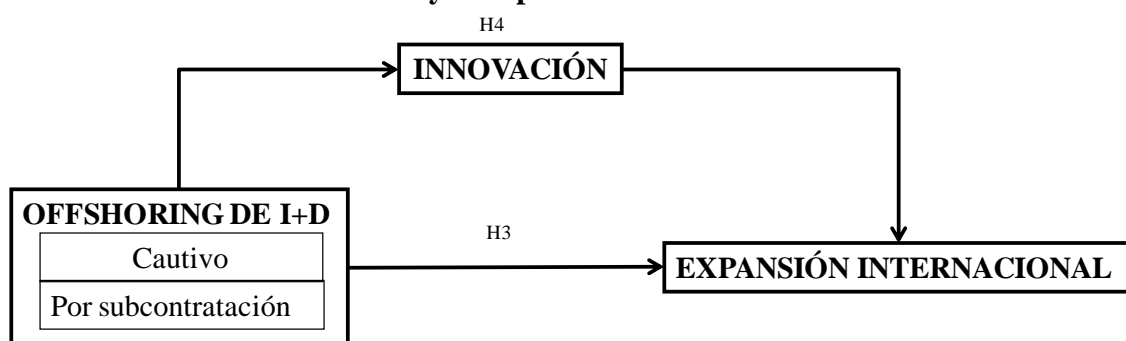 H4
INNOVACIÓN
OFFSHORING DE I+D
Cautivo
Por subcontratación
H3
EXPANSIÓN INTERNACIONAL